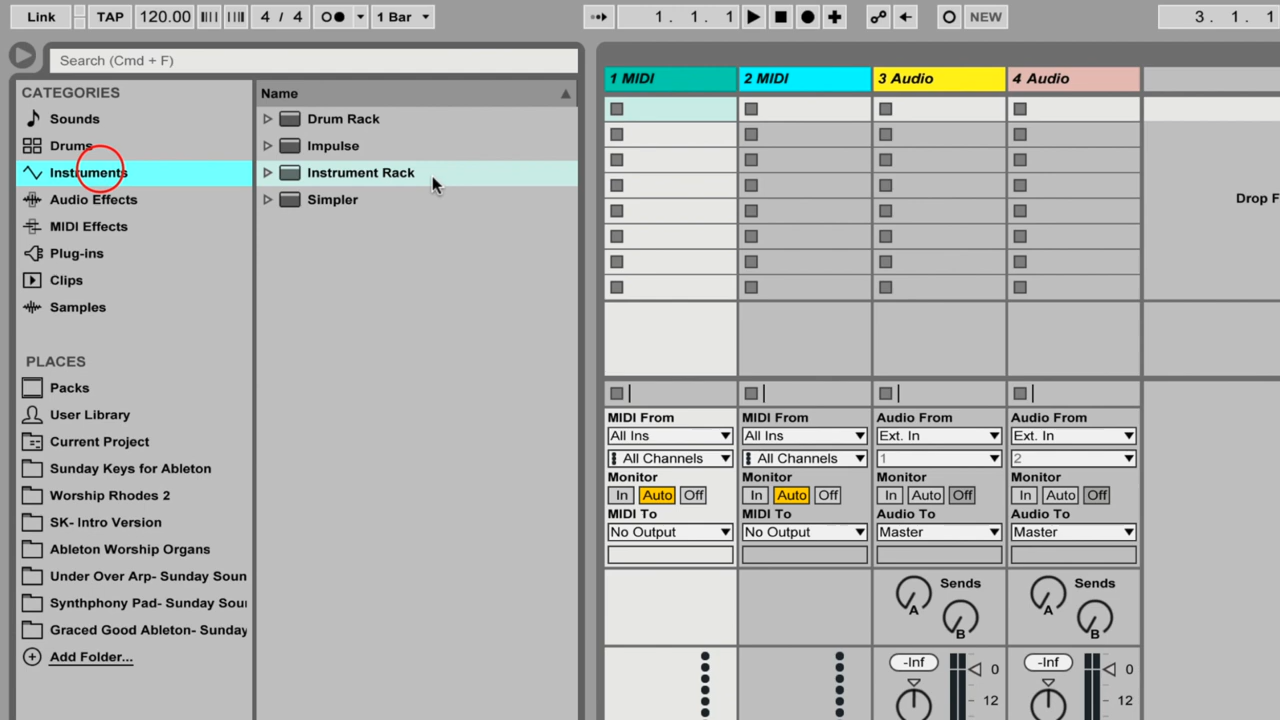 Link TAP 120.00 4 / 4 1 Bar 1. 1. 1 NEW 3. 1. 1
Search (Cmd + F)
CATEGORIES
Sounds
Drums
Instruments
Audio Effects
MIDI Effects
Plug-ins
Clips
Samples
PLACES
Packs
User Library
Current Project
Sunday Keys for Ableton
Worship Rhodes 2
SK- Intro Version
Ableton Worship Organs
Under Over Arp- Sunday Soun
Synthphony Pad- Sunday Sou
Graced Good Ableton- Sunday
Add Folder...
Name
Drum Rack
Impulse
Instrument Rack
Simpler
1 MIDI 2 MIDI 3 Audio 4 Audio
Drop F
MIDI From MIDI From Audio From Audio From
All Ins All Ins Ext. In Ext. In
All Channels All Channels 1 2
Monitor Monitor Monitor Monitor
In Auto Off In Auto Off In Auto Off In Auto Off
MIDI To MIDI To Audio To Audio To
No Output No Output Master Master
Sends Sends
A B A B
-Inf 0 -Inf 0
12 12